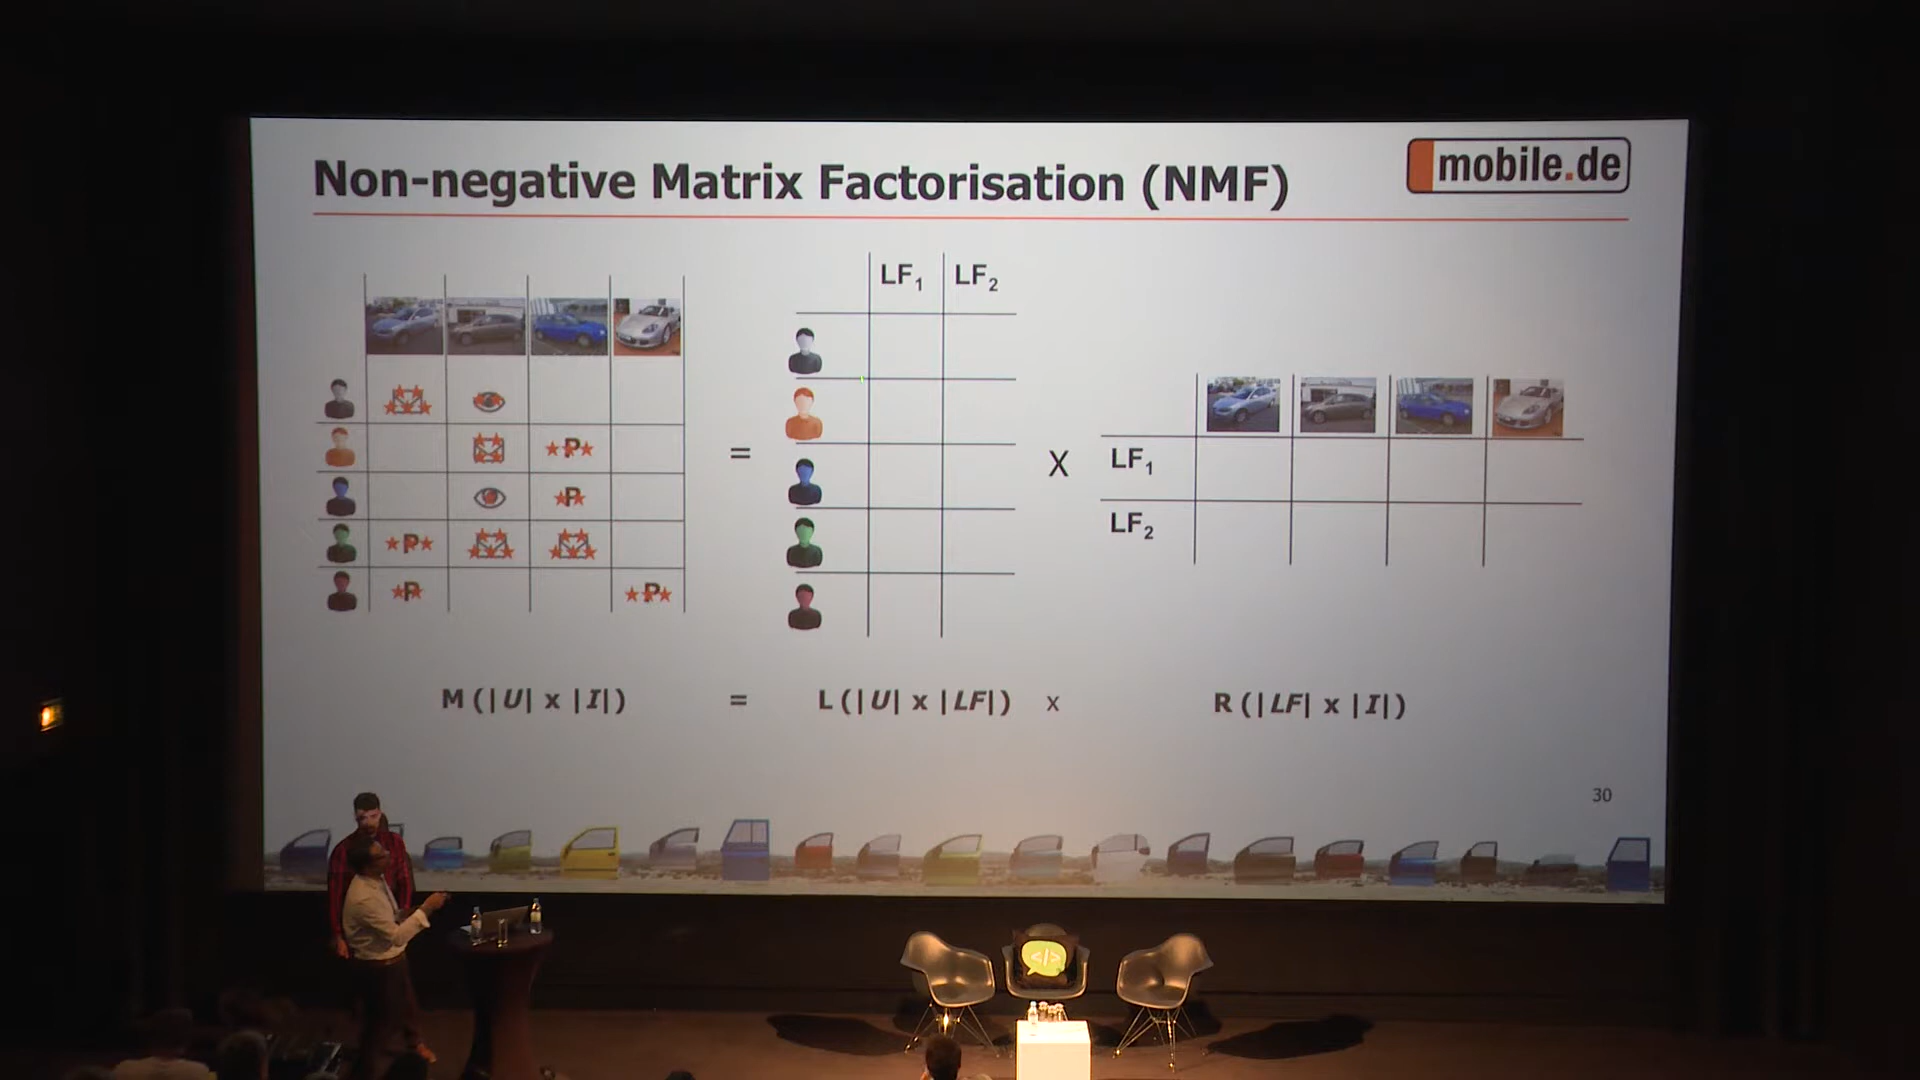 Non-negative Matrix Factorisation (NMF)
mobile.de
LF1 LF2
P
P
P
P P
=
X
LF1
LF2
M (|U| x |I|) = L (|U| x |LF|) x R (|LF| x |I|)
30
</>